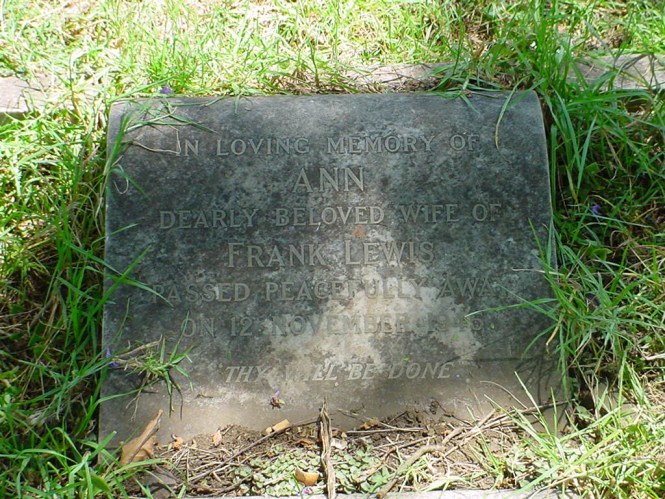 IN LOVING MEMORY OF
ANN
DEARLY BELOVED WIFE OF
FRANK LEWIS
PASSED PEACEFULLY AWAY
ON 12 NOVEMBER
THY WILL BE DONE.